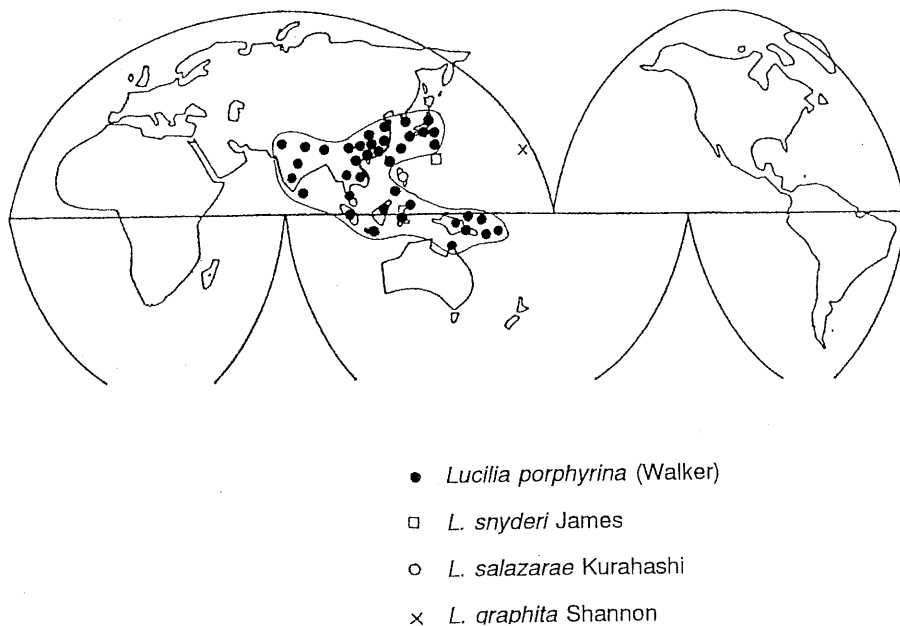 Lucilia porphyrina (Walker)
L. snyderi James
L. salazarae Kurahashi
L. graphita Shannon